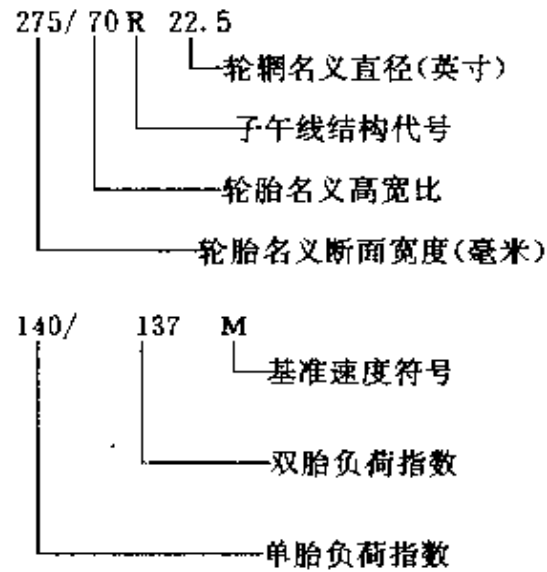 275/ 70 R 22.5
轮辋名义直径(英寸)
子午线结构代号
轮胎名义高宽比
轮胎名义断面宽度(毫米)
140/ 137 M
基准速度符号
双胎负荷指数
单胎负荷指数